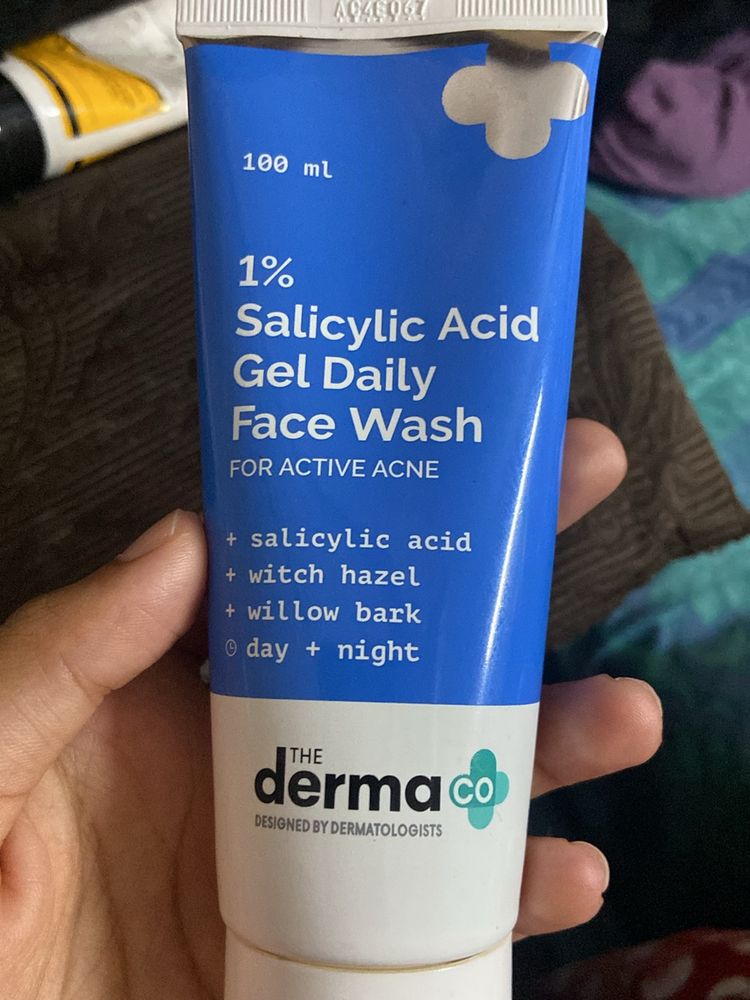 AC4E067
100 ml
1%
Salicylic Acid
Gel Daily
Face Wash
FOR ACTIVE ACNE
+ salicylic acid
+ witch hazel
+ willow bark
day + night
THE
derma co
DESIGNED BY DERMATOLOGISTS